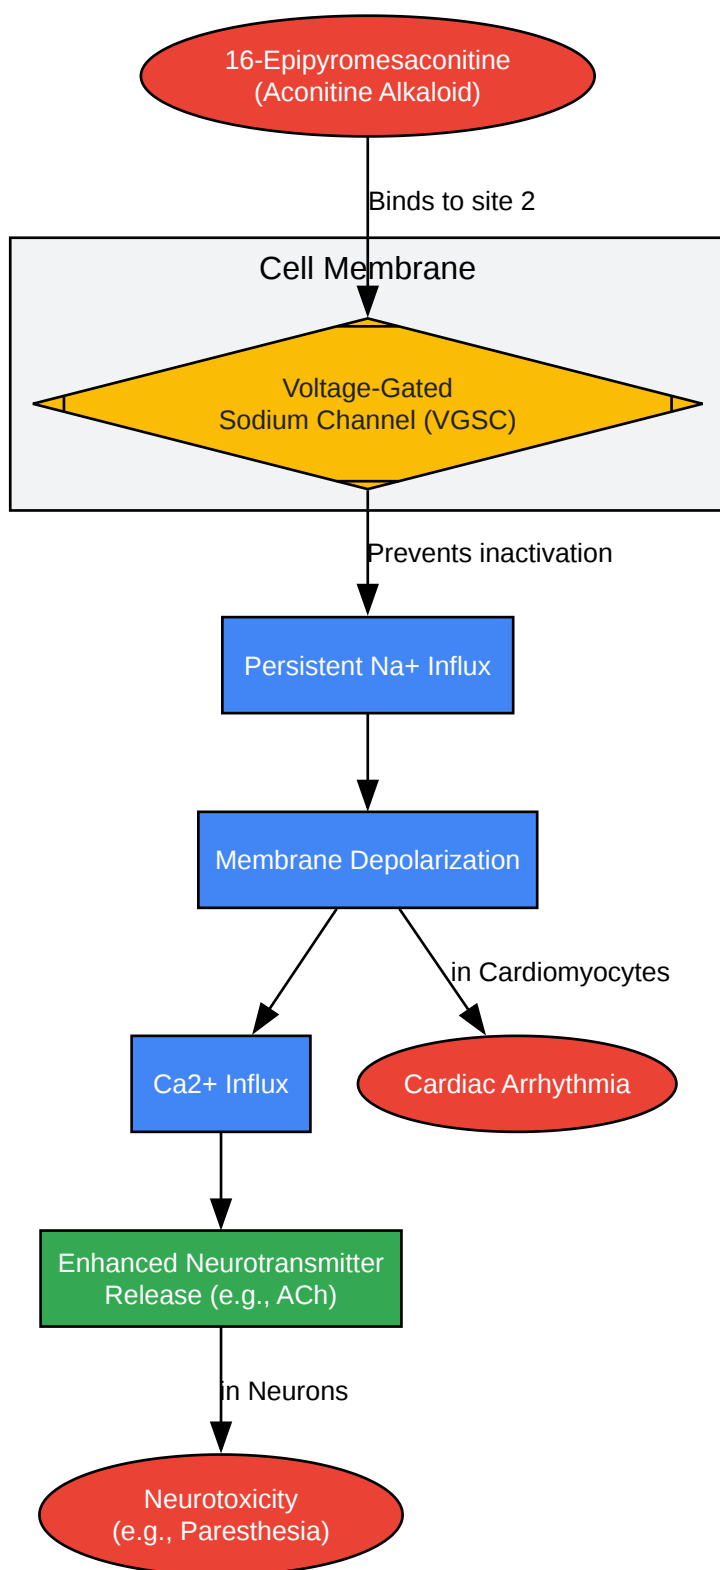 16-Epipyromesaconitine
(Aconitine Alkaloid)
Binds to site 2
Cell Membrane
Voltage-Gated
Sodium Channel (VGSC)
Prevents inactivation
Persistent Na+ Influx
Membrane Depolarization
in Cardiomyocytes
Ca2+ Influx
Cardiac Arrhythmia
Enhanced Neurotransmitter
Release (e.g., ACh)
in Neurons
Neurotoxicity
(e.g., Paresthesia)